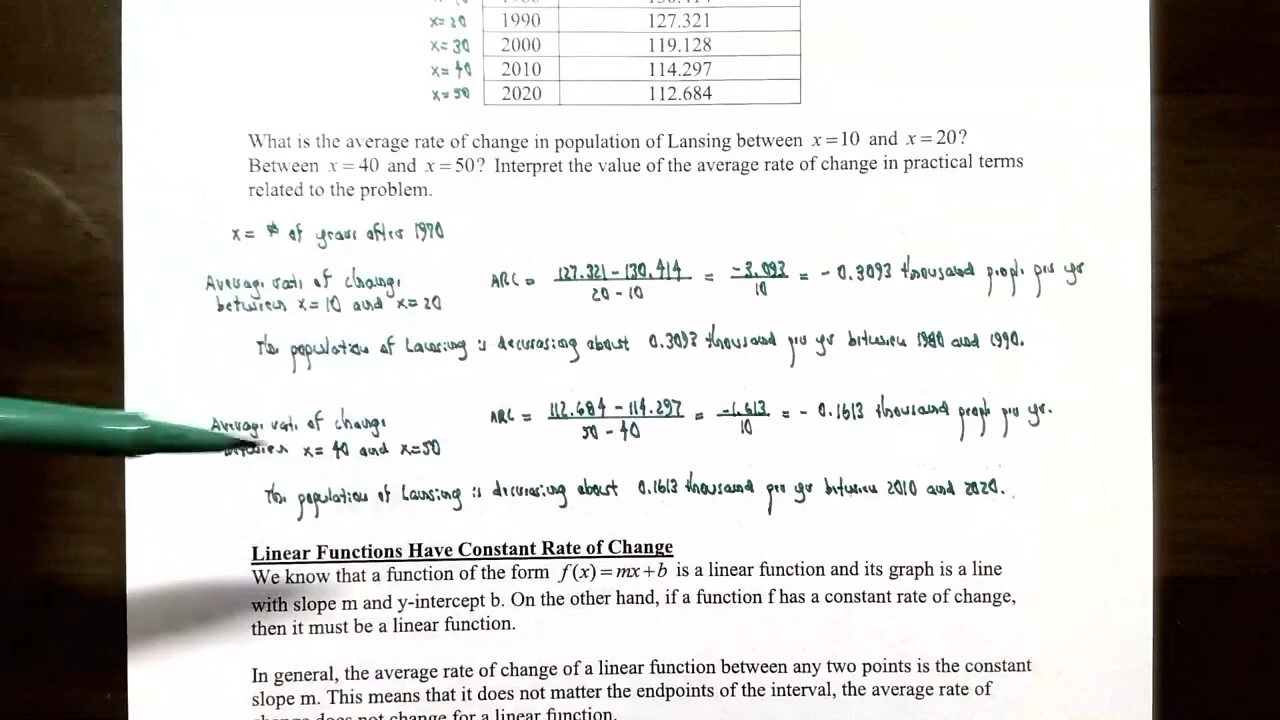 x=20 1990 127.321
x=30 2000 119.128
x=40 2010 114.297
x=50 2020 112.684
What is the average rate of change in population of Lansing between x=10 and x=20?
Between x=40 and x=50? Interpret the value of the average rate of change in practical terms
related to the problem.
x = # of years after 1970
Average rate of change ARC = 127.321 - 130.414 / 20 - 10 = -3.093 / 10 = -0.3093 thousand people per yr
between x=10 and x=20
The population of Lansing is decreasing about 0.3093 thousand per yr between 1980 and 1990.
Average rate of change ARC = 112.684 - 114.297 / 50 - 40 = -1.613 / 10 = -0.1613 thousand people per yr.
between x=40 and x=50
The population of Lansing is decreasing about 0.1613 thousand per yr between 2010 and 2020.
Linear Functions Have Constant Rate of Change
We know that a function of the form f(x)=mx+b is a linear function and its graph is a line
with slope m and y-intercept b. On the other hand, if a function f has a constant rate of change,
then it must be a linear function.
In general, the average rate of change of a linear function between any two points is the constant
slope m. This means that it does not matter the endpoints of the interval, the average rate of
change does not change for a linear function.